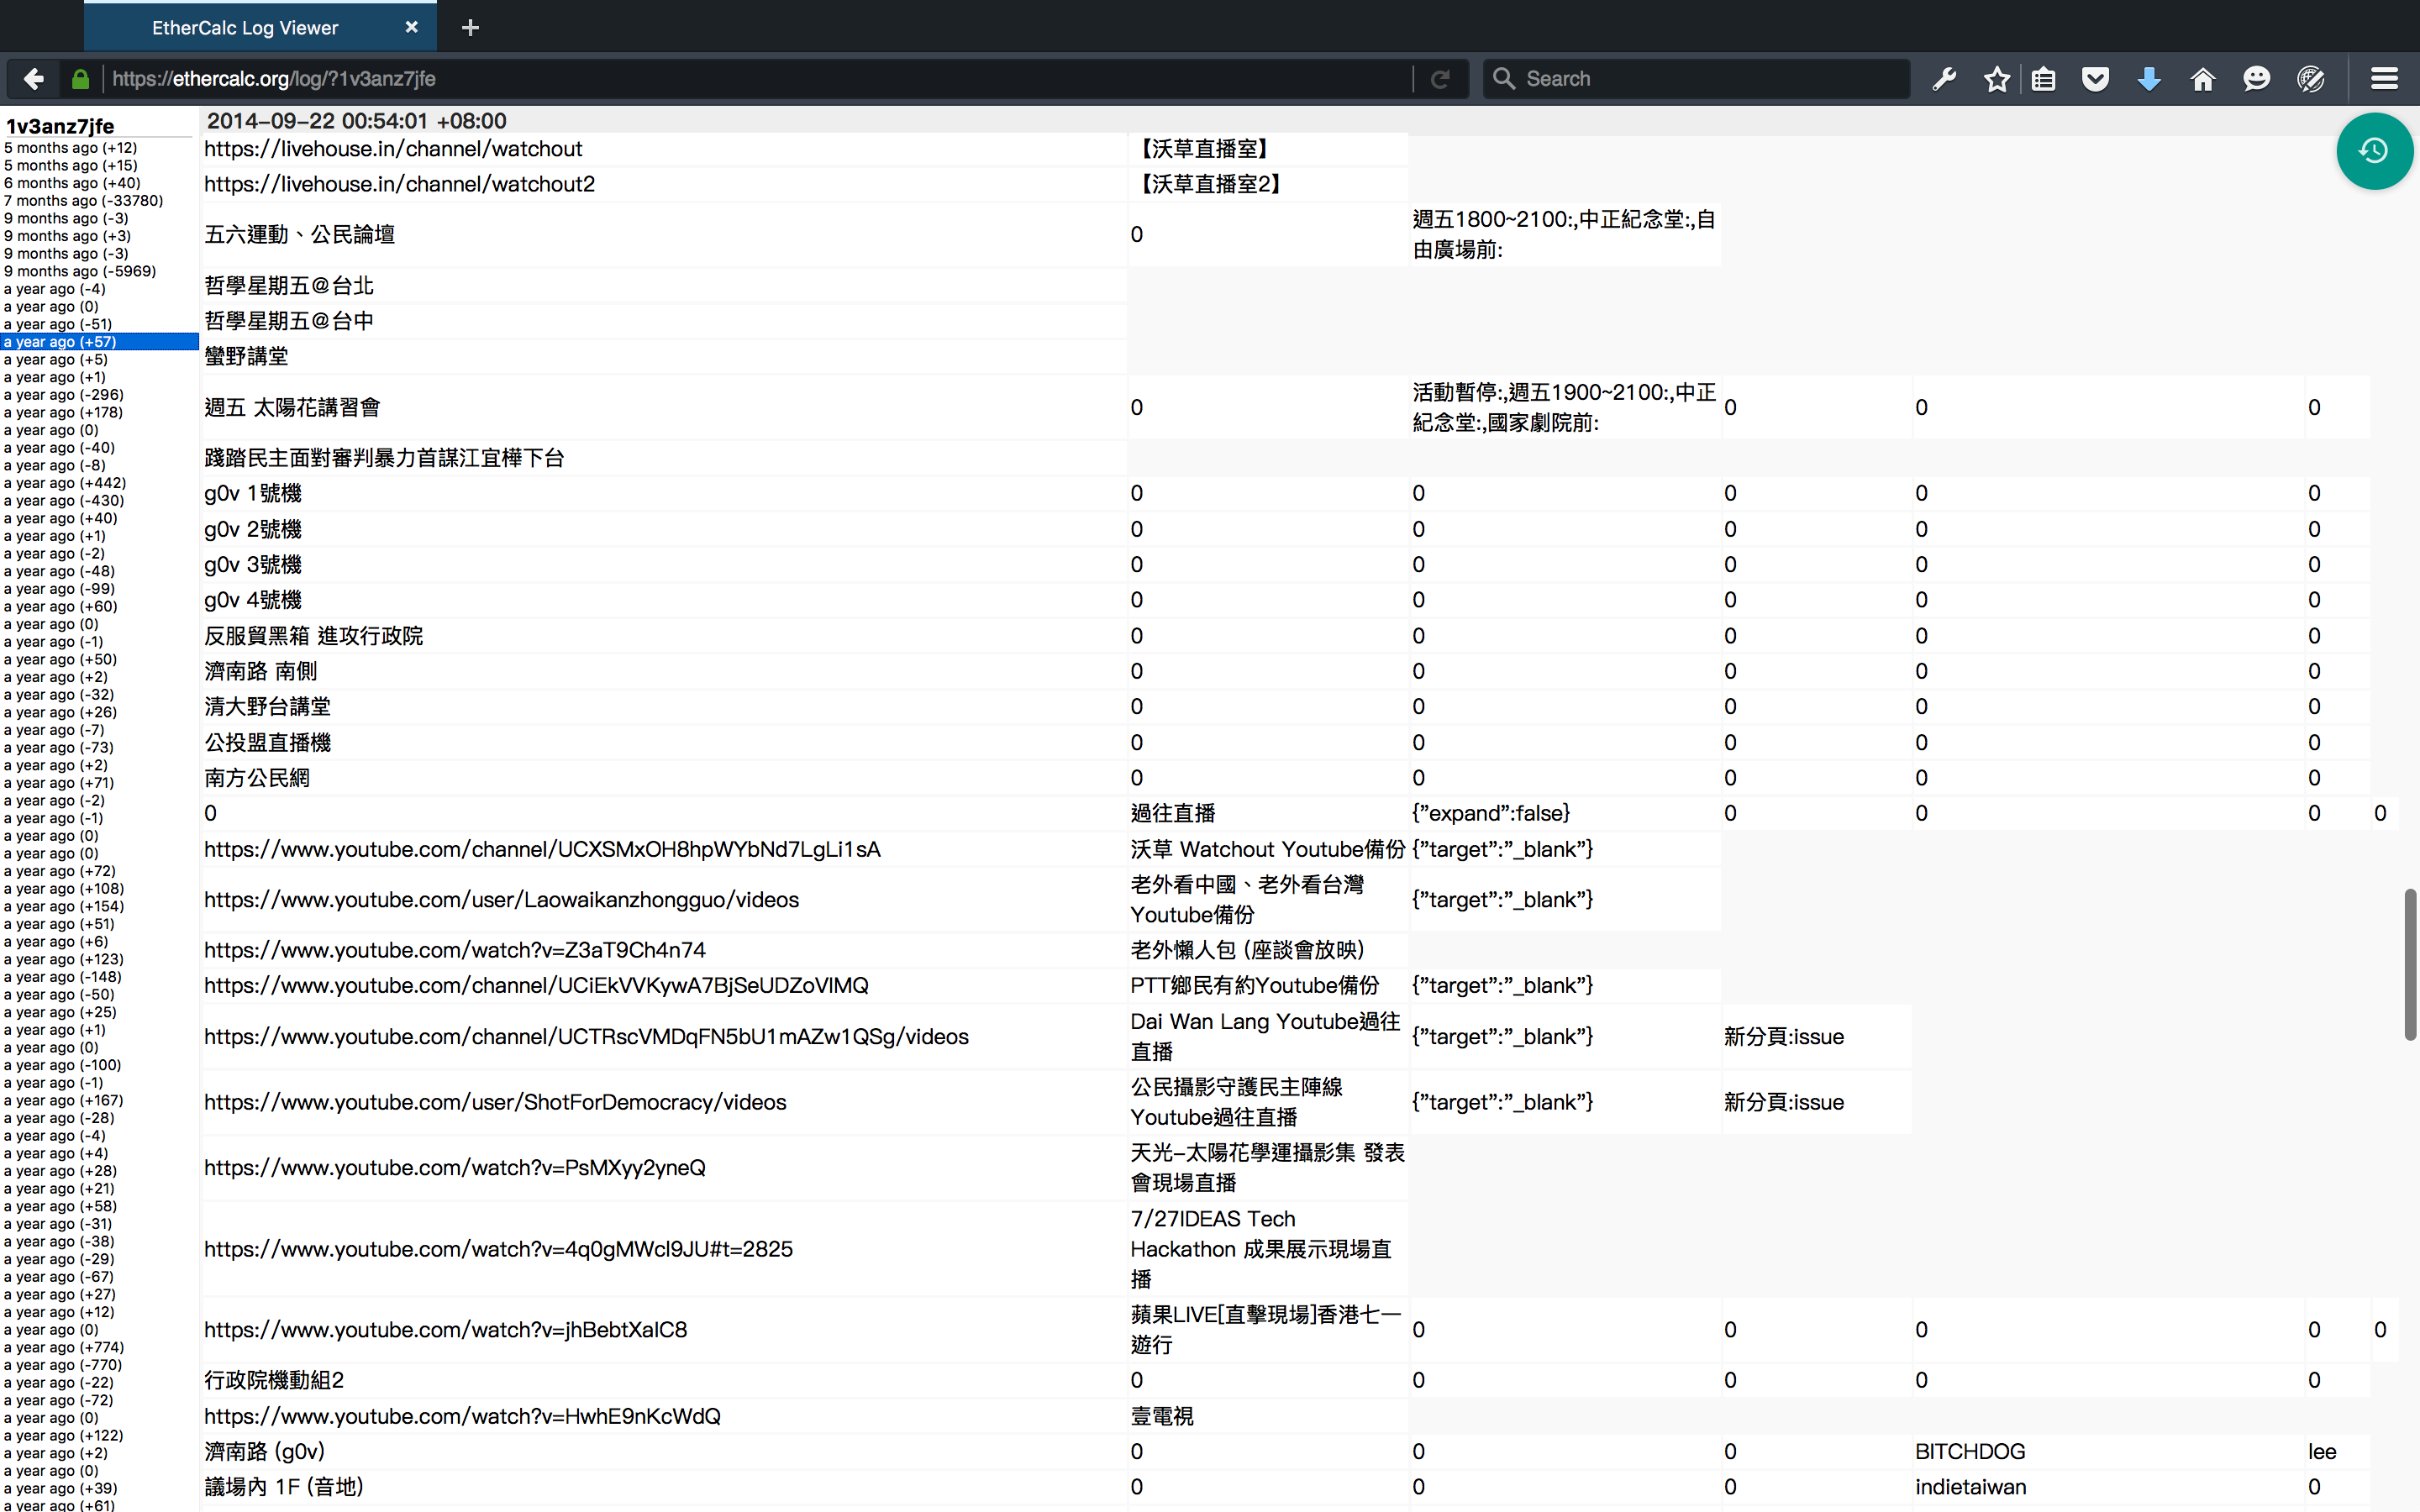 EtherCalc Log Viewer
https://ethercalc.org/log/?1v3anz7jfe
Search
1v3anz7jfe
5 months ago (+12)
5 months ago (+15)
6 months ago (+40)
7 months ago (-33780)
9 months ago (-3)
9 months ago (+3)
9 months ago (-3)
9 months ago (-5969)
a year ago (-4)
a year ago (0)
a year ago (-51)
a year ago (+57)
a year ago (+5)
a year ago (+1)
a year ago (-296)
a year ago (+178)
a year ago (0)
a year ago (-40)
a year ago (-8)
a year ago (+442)
a year ago (-430)
a year ago (+40)
a year ago (+1)
a year ago (-2)
a year ago (-48)
a year ago (-99)
a year ago (+60)
a year ago (0)
a year ago (-1)
a year ago (+50)
a year ago (+2)
a year ago (-32)
a year ago (+26)
a year ago (-7)
a year ago (-73)
a year ago (+2)
a year ago (+71)
a year ago (-2)
a year ago (-1)
a year ago (0)
a year ago (0)
a year ago (+72)
a year ago (+108)
a year ago (+154)
a year ago (+51)
a year ago (+6)
a year ago (+123)
a year ago (-148)
a year ago (-50)
a year ago (+25)
a year ago (+1)
a year ago (0)
a year ago (-100)
a year ago (-1)
a year ago (+167)
a year ago (-28)
a year ago (-4)
a year ago (+4)
a year ago (+28)
a year ago (+21)
a year ago (+58)
a year ago (-31)
a year ago (-38)
a year ago (-29)
a year ago (-67)
a year ago (+27)
a year ago (+12)
a year ago (0)
a year ago (+774)
a year ago (-770)
a year ago (-22)
a year ago (-72)
a year ago (0)
a year ago (+122)
a year ago (+2)
a year ago (0)
a year ago (+39)
a year ago (+61)
2014-09-22 00:54:01 +08:00
https://livehouse.in/channel/watchout 【沃草直播室】
https://livehouse.in/channel/watchout2 【沃草直播室2】
五六運動、公民論壇 0 週五1800~2100:,中正紀念堂:,自
由廣場前:
哲學星期五@台北
哲學星期五@台中
蠻野講堂
週五 太陽花講習會 0 活動暫停:,週五1900~2100:,中正
紀念堂:,國家劇院前: 0 0 0
踐踏民主面對審判暴力首謀江宜樺下台
g0v 1號機 0 0 0 0 0
g0v 2號機 0 0 0 0 0
g0v 3號機 0 0 0 0 0
g0v 4號機 0 0 0 0 0
反服貿黑箱 進攻行政院 0 0 0 0 0
濟南路 南側 0 0 0 0 0
清大野台講堂 0 0 0 0 0
公投盟直播機 0 0 0 0 0
南方公民網 0 0 0 0 0
0 過往直播 {"expand":false} 0 0 0 0
https://www.youtube.com/channel/UCXSMxOH8hpWYbNd7LgLi1sA 沃草 Watchout Youtube備份 {"target":"_blank"}
https://www.youtube.com/user/Laowaikanzhongguo/videos 老外看中國、老外看台灣
Youtube備份 {"target":"_blank"}
https://www.youtube.com/watch?v=Z3aT9Ch4n74 老外懶人包 (座談會放映)
https://www.youtube.com/channel/UCiEkVVKywA7BjSeUDZoVlMQ PTT鄉民有約Youtube備份 {"target":"_blank"}
https://www.youtube.com/channel/UCTRscVMDqFN5bU1mAZw1QSg/videos Dai Wan Lang Youtube過往
直播 {"target":"_blank"} 新分頁:issue
https://www.youtube.com/user/ShotForDemocracy/videos 公民攝影守護民主陣線
Youtube過往直播 {"target":"_blank"} 新分頁:issue
https://www.youtube.com/watch?v=PsMXyy2yneQ 天光–太陽花學運攝影集 發表
會現場直播
https://www.youtube.com/watch?v=4q0gMWcl9JU#t=2825 7/27IDEAS Tech
Hackathon 成果展示現場直
播
https://www.youtube.com/watch?v=jhBebtXaIC8 蘋果LIVE[直擊現場]香港七一
遊行 0 0 0 0 0
行政院機動組2 0 0 0 0 0
https://www.youtube.com/watch?v=HwhE9nKcWdQ 壹電視
濟南路 (g0v) 0 0 0 BITCHDOG lee
議場內 1F (音地) 0 0 0 indietaiwan 0